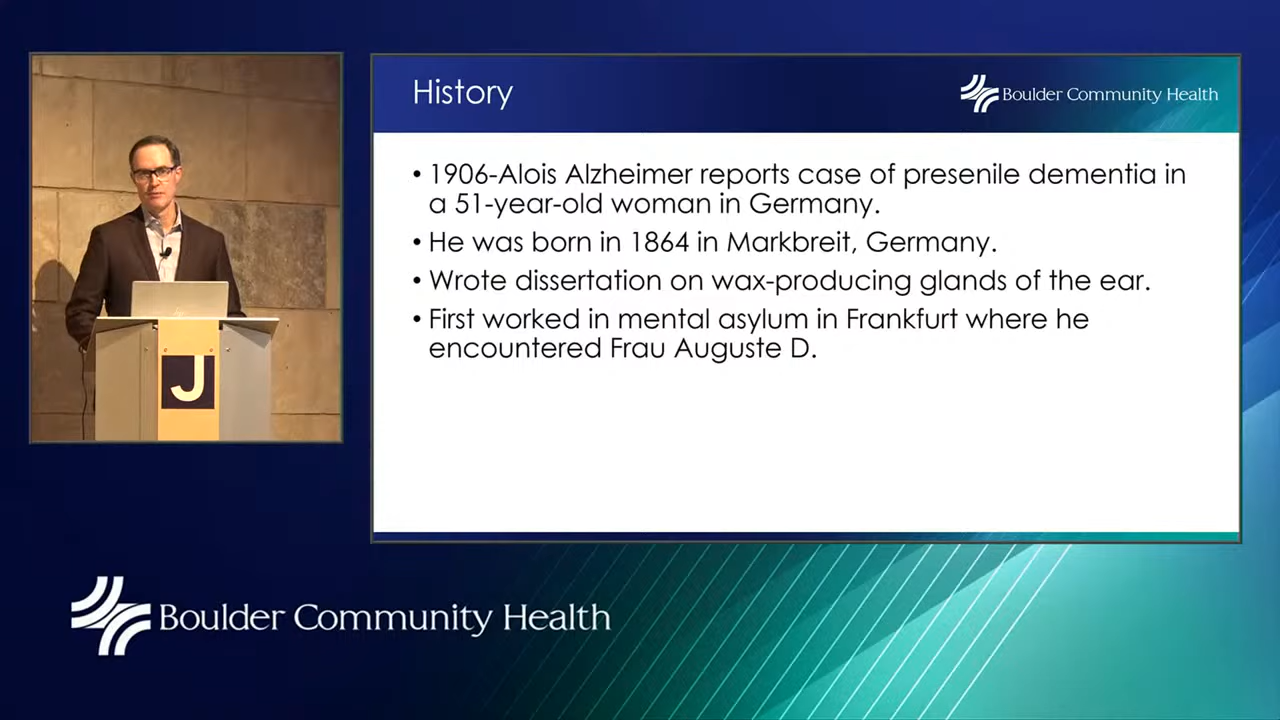 History
Boulder Community Health
• 1906-Alois Alzheimer reports case of presenile dementia in
a 51-year-old woman in Germany.
• He was born in 1864 in Markbreit, Germany.
• Wrote dissertation on wax-producing glands of the ear.
• First worked in mental asylum in Frankfurt where he
encountered Frau Auguste D.
J
Boulder Community Health